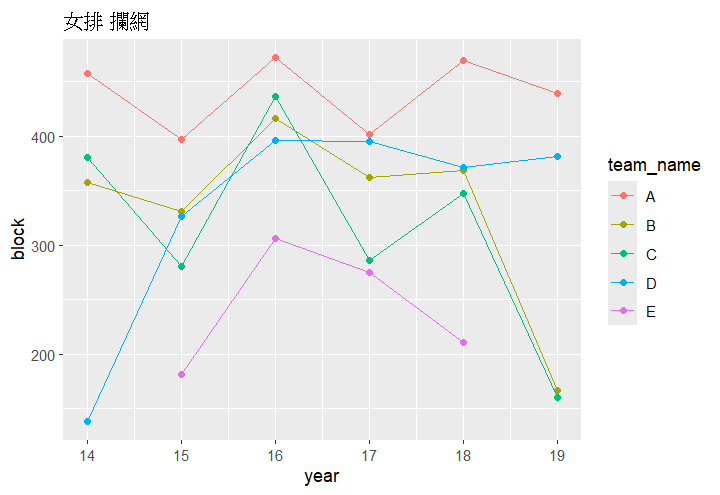 女排 攔網
block
400
300
200
14 15 16 17 18 19
year
team_name
A
B
C
D
E